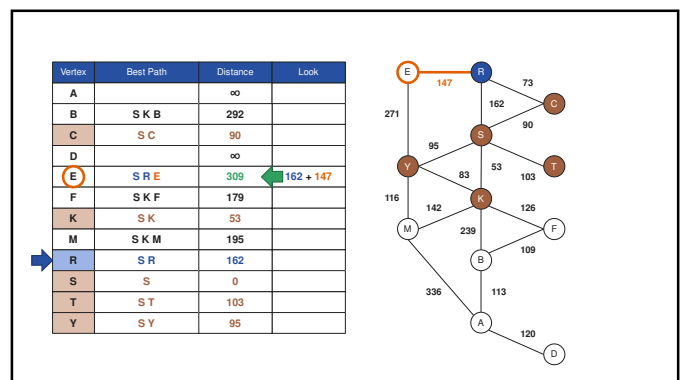 Vertex Best Path Distance Look
A ∞
B S K B 292
C S C 90
D ∞
E S R E 309 162 + 147
F S K F 179
K S K 53
M S K M 195
R S R 162
S S 0
T S T 103
Y S Y 95
E R
147 73
C
271 162
90
S
95
Y 53 T
83 103
K
116 142 126
M 239 F
109
B
336 113
A
120
D